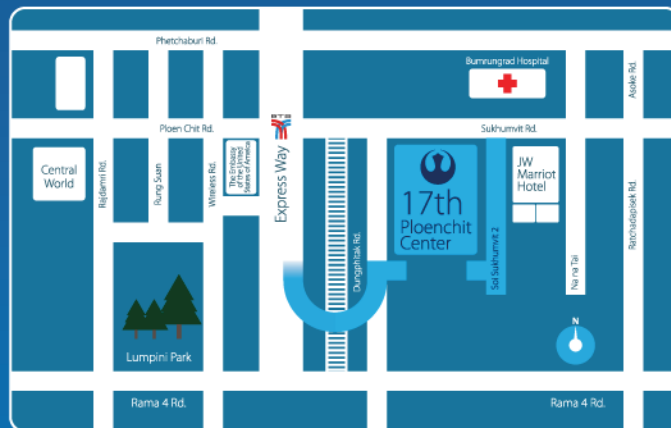 Phetchaburi Rd.
Bumrungrad Hospital
Asoke Rd.
BTS
Ploen Chit Rd.
Sukhumvit Rd.
Central
World
Rajdamri Rd.
Rung Suan
Wireless Rd.
The Embassy
of the United
States of America
Express Way
Dungphitak Rd.
17th
Ploenchit
Center
Soi Sukhumvit 2
JW
Marriot
Hotel
Na na Tai
Ratchadapisek Rd.
N
Lumpini Park
Rama 4 Rd.
Rama 4 Rd.